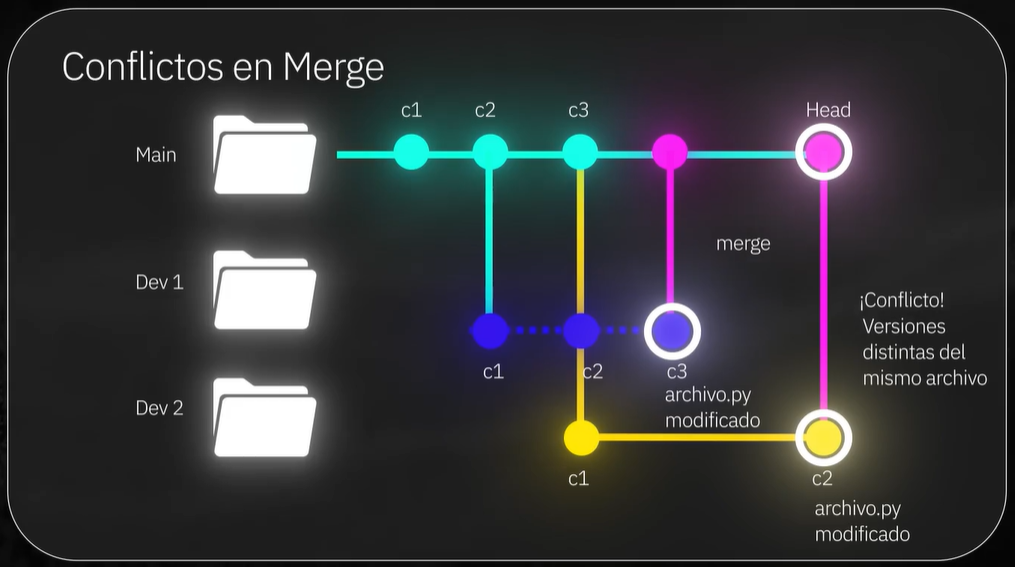 Conflictos en Merge
c1
c2
c3
Head
Main
merge
Dev 1
¡Conflicto!
Versiones
distintas del
mismo archivo
c1
c2
c3
archivo.py
modificado
Dev 2
c1
c2
archivo.py
modificado